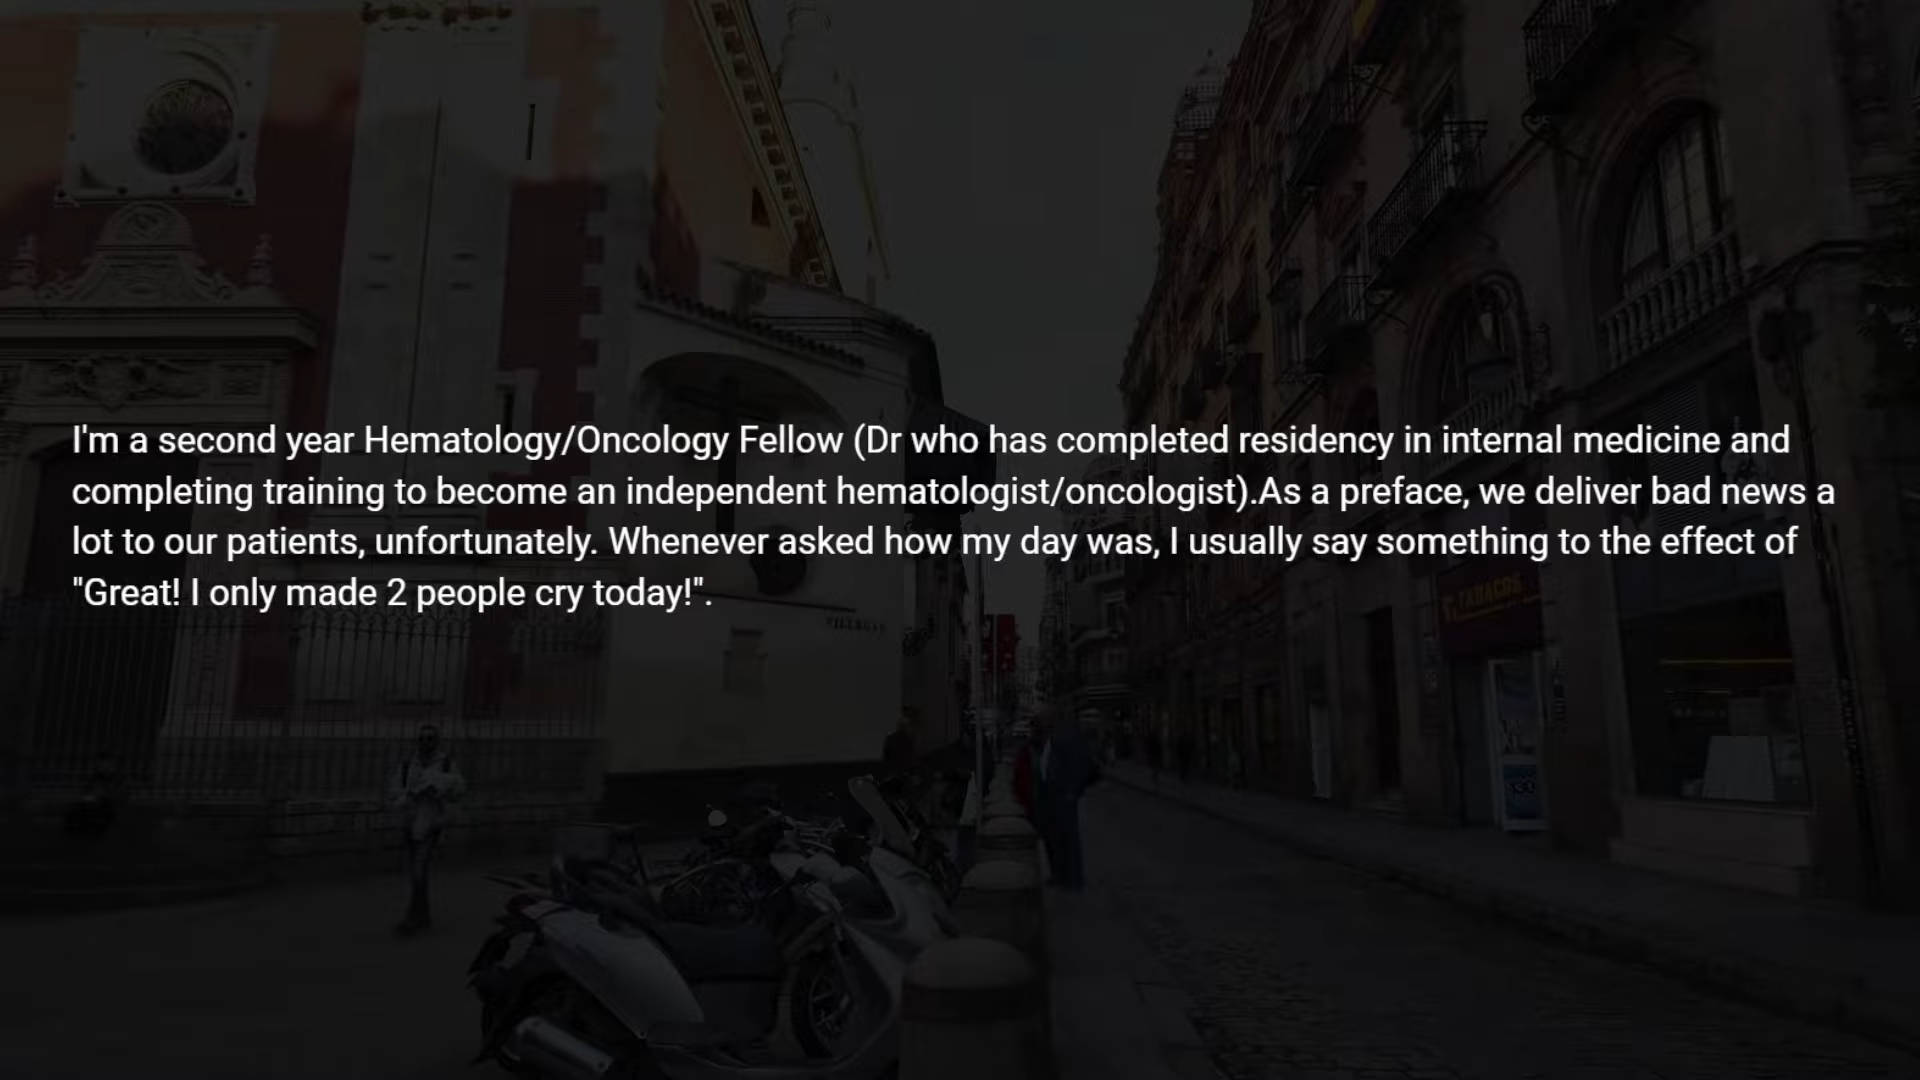 I'm a second year Hematology/Oncology Fellow (Dr who has completed residency in internal medicine and
completing training to become an independent hematologist/oncologist).As a preface, we deliver bad news a
lot to our patients, unfortunately. Whenever asked how my day was, I usually say something to the effect of
"Great! I only made 2 people cry today!".
TABACOS